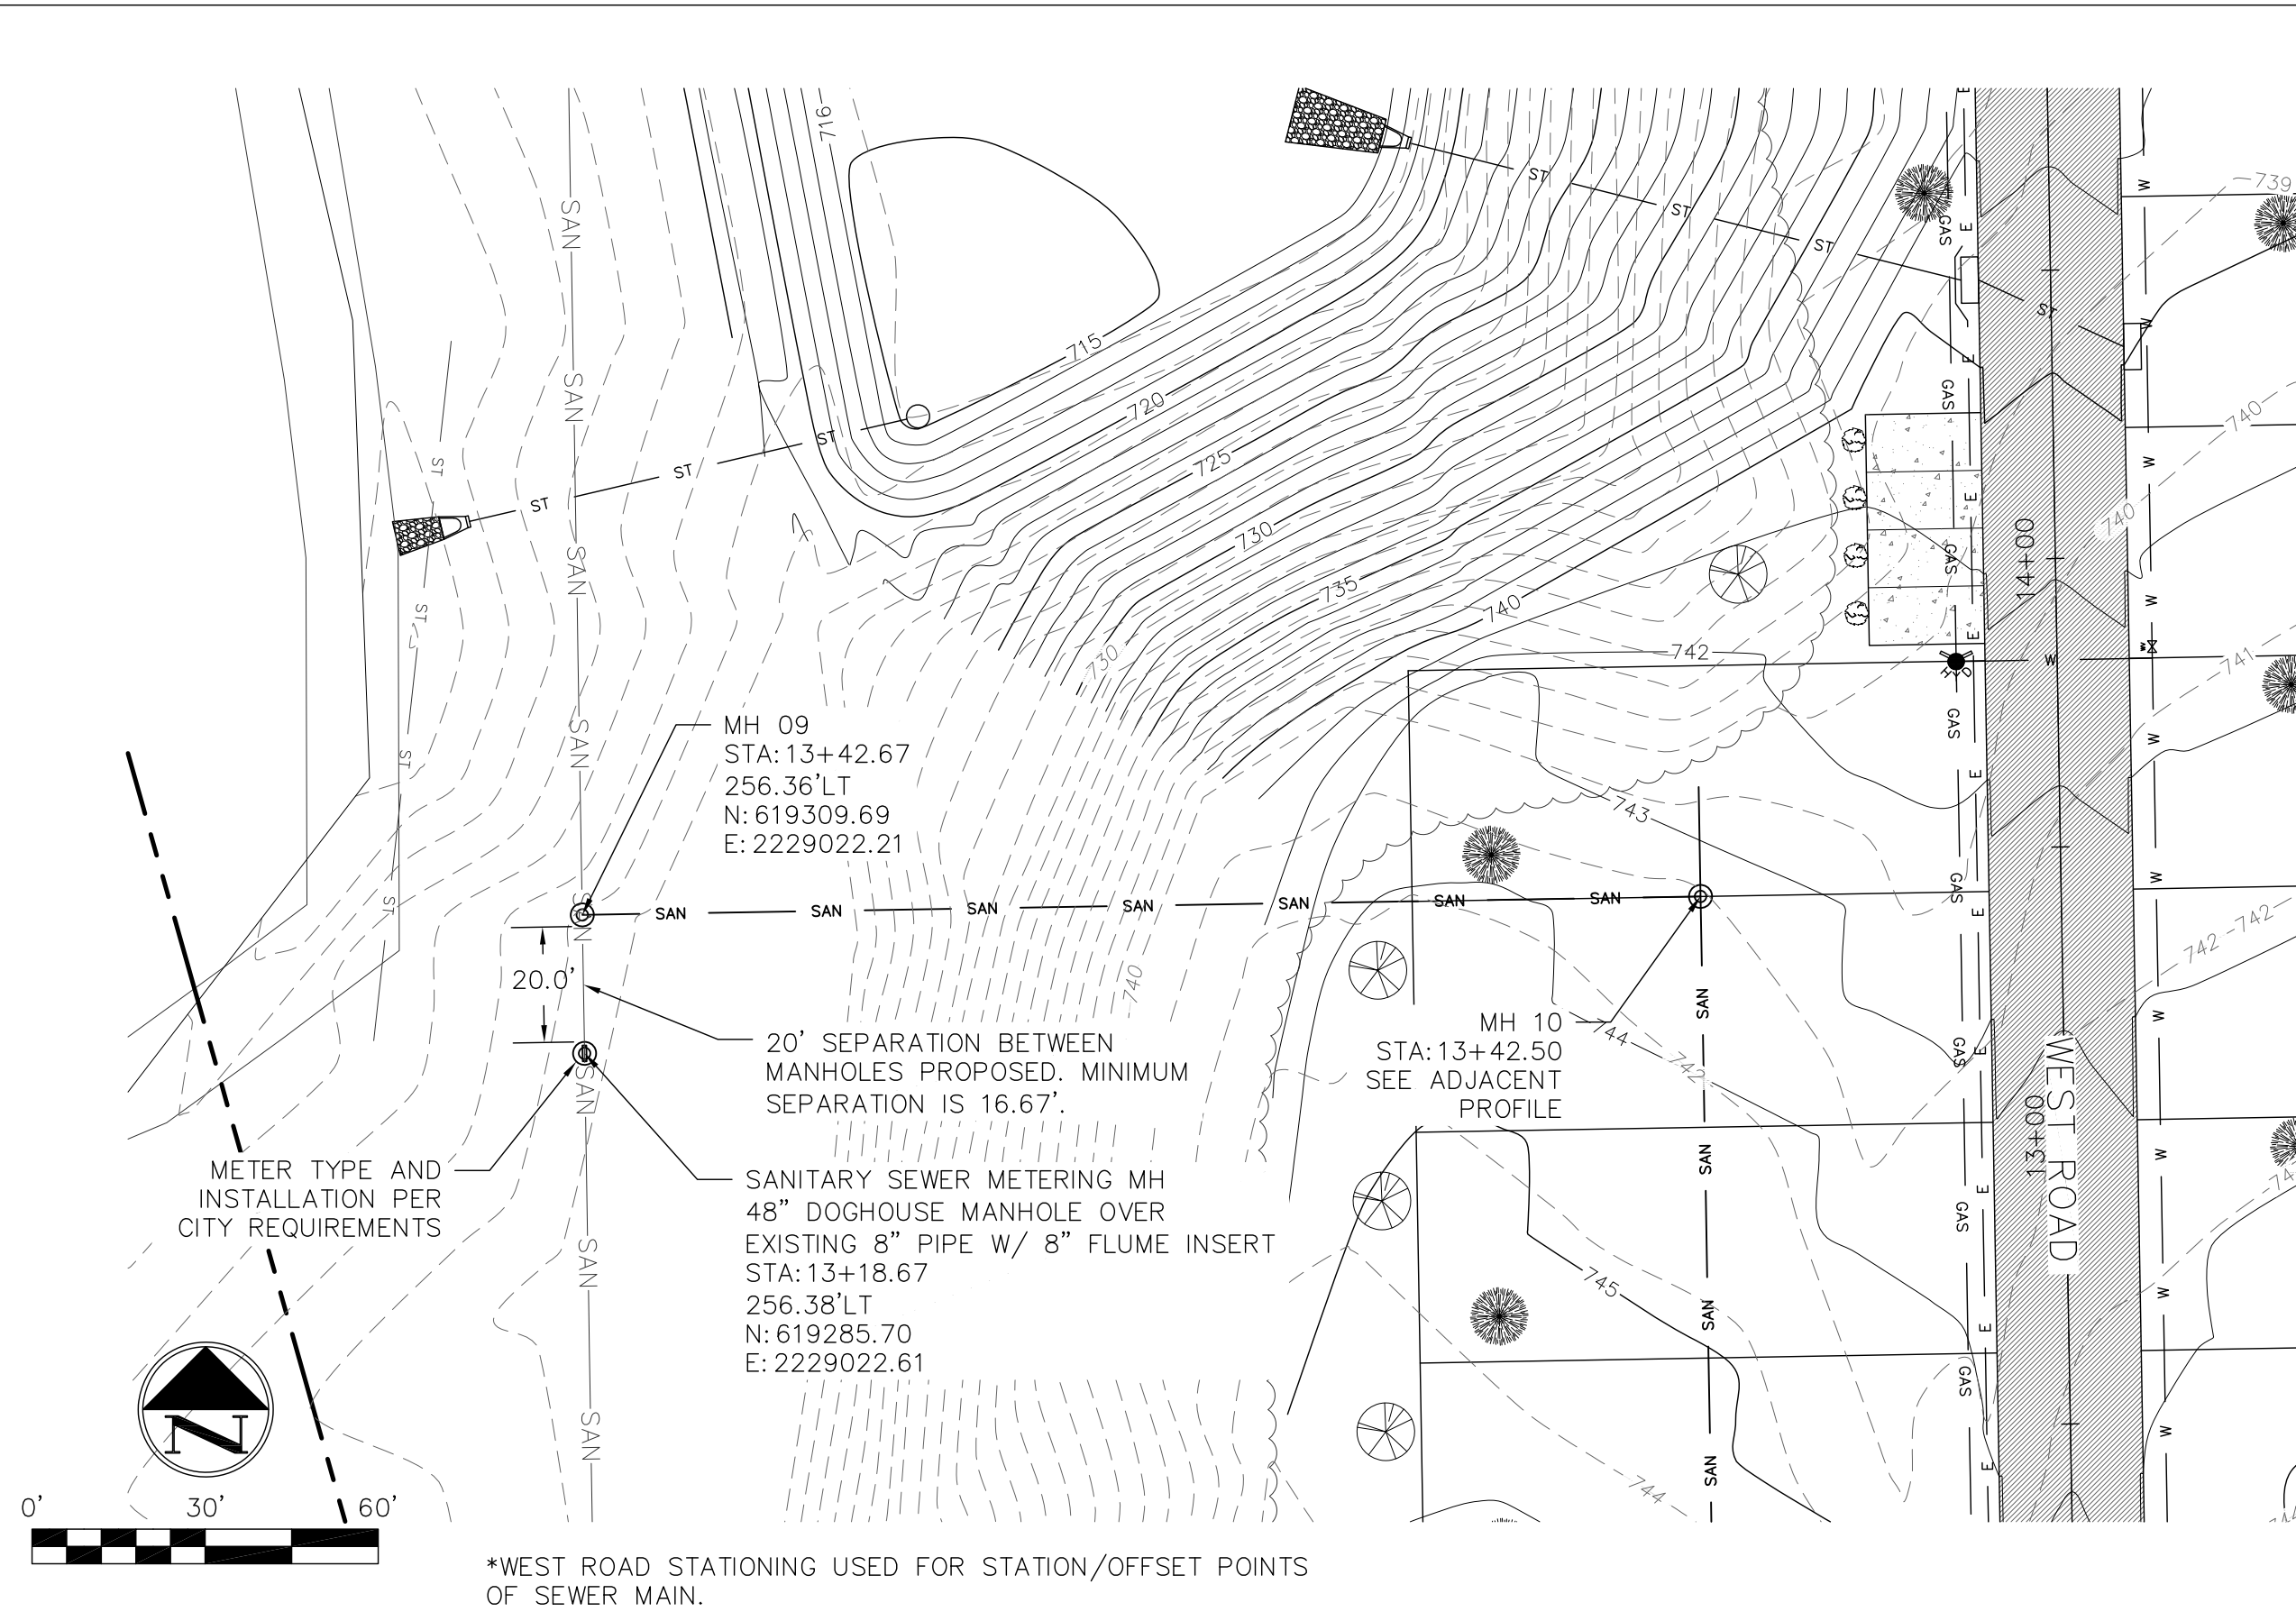 716
ST
ST
ST
ST
739
GAS
E
W
SAN
715
720
725
730
735
740
740
740
14+00
SAN
ST
ST
ST
ST
GAS
E
W
SAN
ST
GAS
HYD
W
742
741
730
SAN
ST
MH 09
STA:13+42.67
256.36'LT
N:619309.69
E:2229022.21
743
GAS
SAN
ST
SAN
SAN
SAN
SAN
SAN
SAN
SAN
GAS
742
742
20.0'
740
SAN
MH 10
STA:13+42.50
SEE ADJACENT
PROFILE
744
742
20' SEPARATION BETWEEN
MANHOLES PROPOSED. MINIMUM
SEPARATION IS 16.67'.
GAS
WEST ROAD
13+00
SAN
SAN
METER TYPE AND
INSTALLATION PER
CITY REQUIREMENTS
SANITARY SEWER METERING MH
48" DOGHOUSE MANHOLE OVER
EXISTING 8" PIPE W/ 8" FLUME INSERT
STA:13+18.67
256.38'LT
N:619285.70
E:2229022.61
SAN
SAN
GAS
745
GAS
SAN
SAN
744
N
0' 30' 60'
*WEST ROAD STATIONING USED FOR STATION/OFFSET POINTS
OF SEWER MAIN.